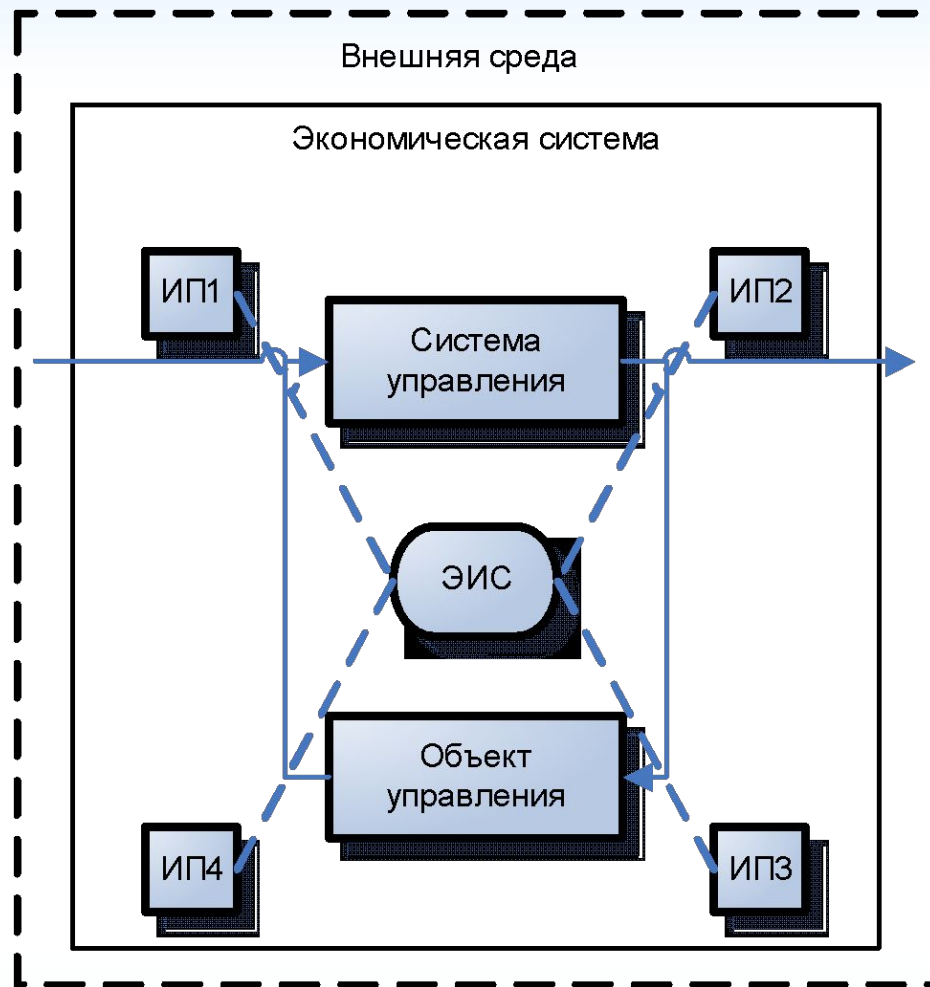 Внешняя среда
Экономическая система
ИП1
ИП2
Система
управления
ЭИС
Объект
управления
ИП4
ИП3